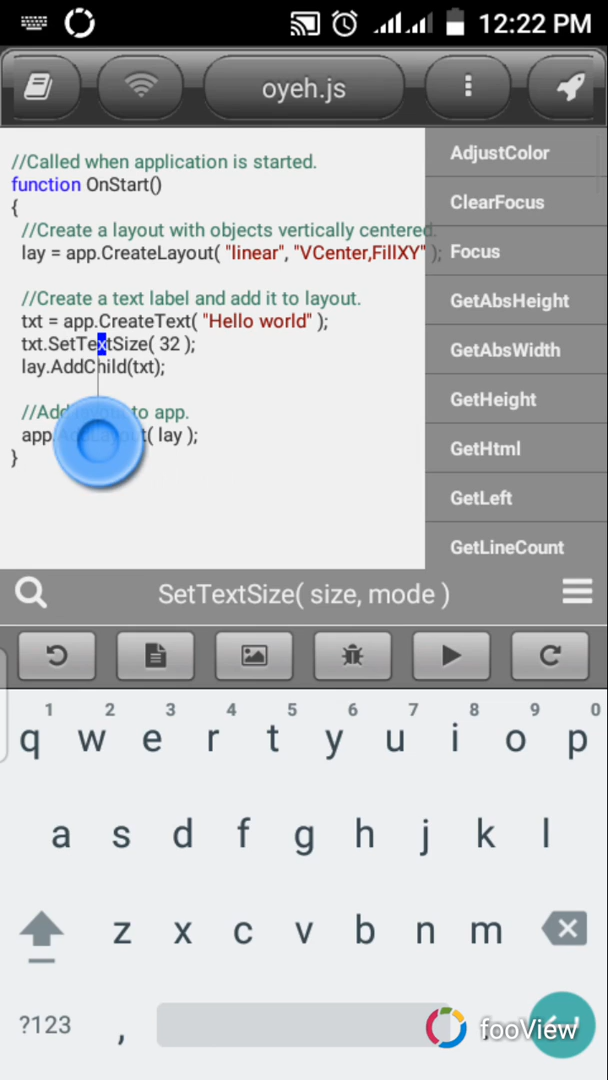 12:22 PM
oyeh.js
//Called when application is started.
function OnStart()
{
//Create a layout with objects vertically centered.
lay = app.CreateLayout( "linear", "VCenter,FillXY" );
//Create a text label and add it to layout.
txt = app.CreateText( "Hello world" );
txt.SetTextSize( 32 );
lay.AddChild(txt);
//Add layout to app.
app.AddLayout( lay );
}
AdjustColor
ClearFocus
Focus
GetAbsHeight
GetAbsWidth
GetHeight
GetHtml
GetLeft
GetLineCount
SetTextSize( size, mode )
1 2 3 4 5 6 7 8 9 0
q w e r t y u i o p
a s d f g h j k l
z x c v b n m
?123 ,
fooView